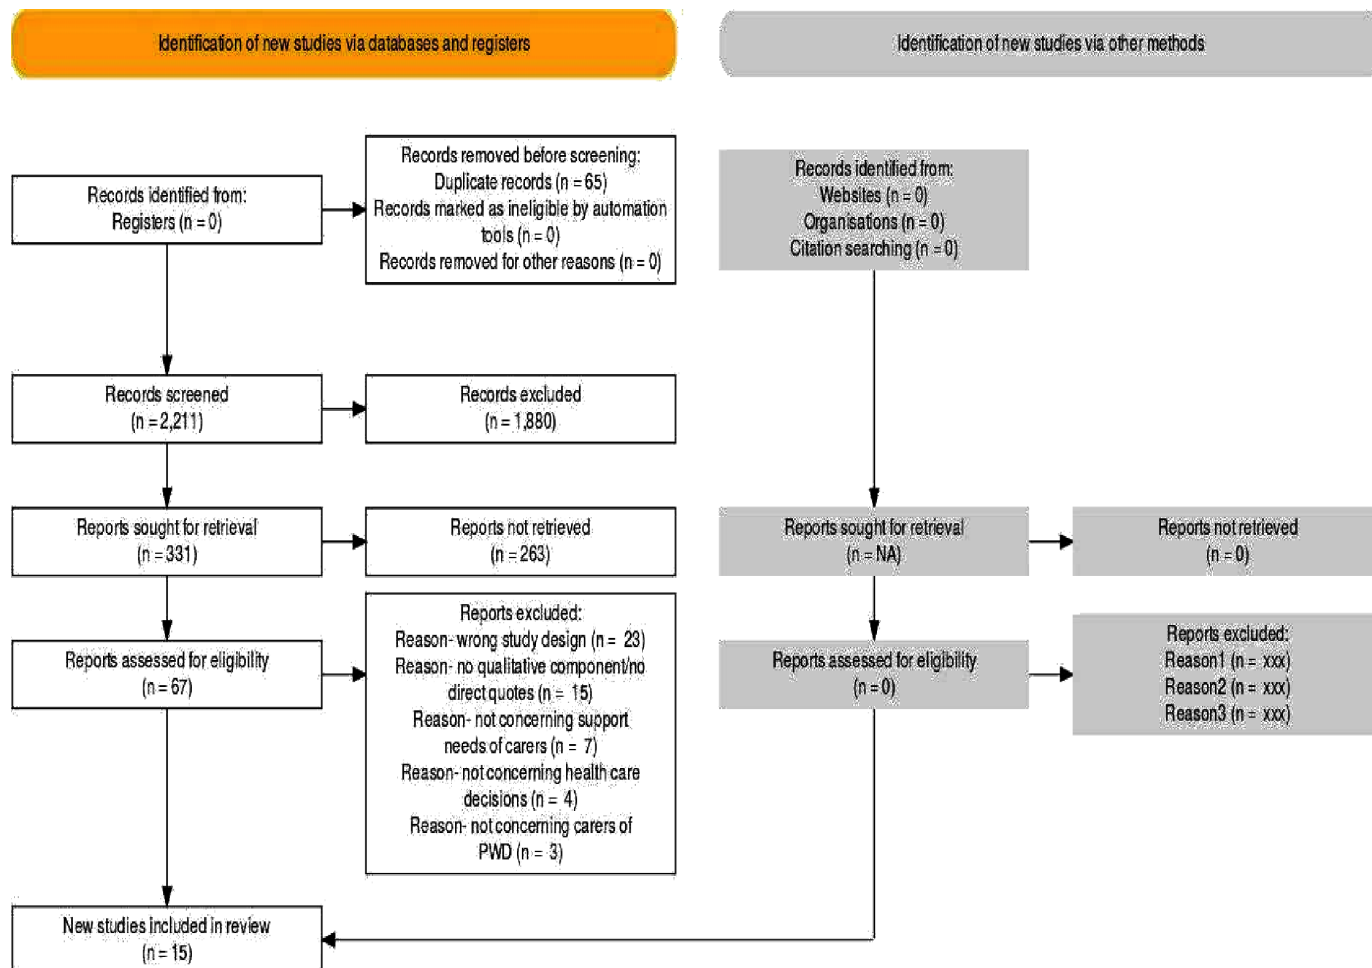 Identification of new studies via databases and registers
Identification of new studies via other methods
Records identified from:
Registers (n = 0)
Records removed before screening:
Duplicate records (n = 65)
Records marked as ineligible by automation
tools (n = 0)
Records removed for other reasons (n = 0)
Records identified from:
Websites (n = 0)
Organisations (n = 0)
Citation searching (n = 0)
Records screened
(n = 2,211)
Records excluded
(n = 1,880)
Reports sought for retrieval
(n = 331)
Reports not retrieved
(n = 263)
Reports sought for retrieval
(n = NA)
Reports not retrieved
(n = 0)
Reports assessed for eligibility
(n = 67)
Reports excluded:
Reason- wrong study design (n = 23)
Reason- no qualitative component/no
direct quotes (n = 15)
Reason- not concerning support
needs of carers (n = 7)
Reason- not concerning health care
decisions (n = 4)
Reason- not concerning carers of
PWD (n = 3)
Reports assessed for eligibility
(n = 0)
Reports excluded:
Reason1 (n = xxx)
Reason2 (n = xxx)
Reason3 (n = xxx)
New studies included in review
(n = 15)